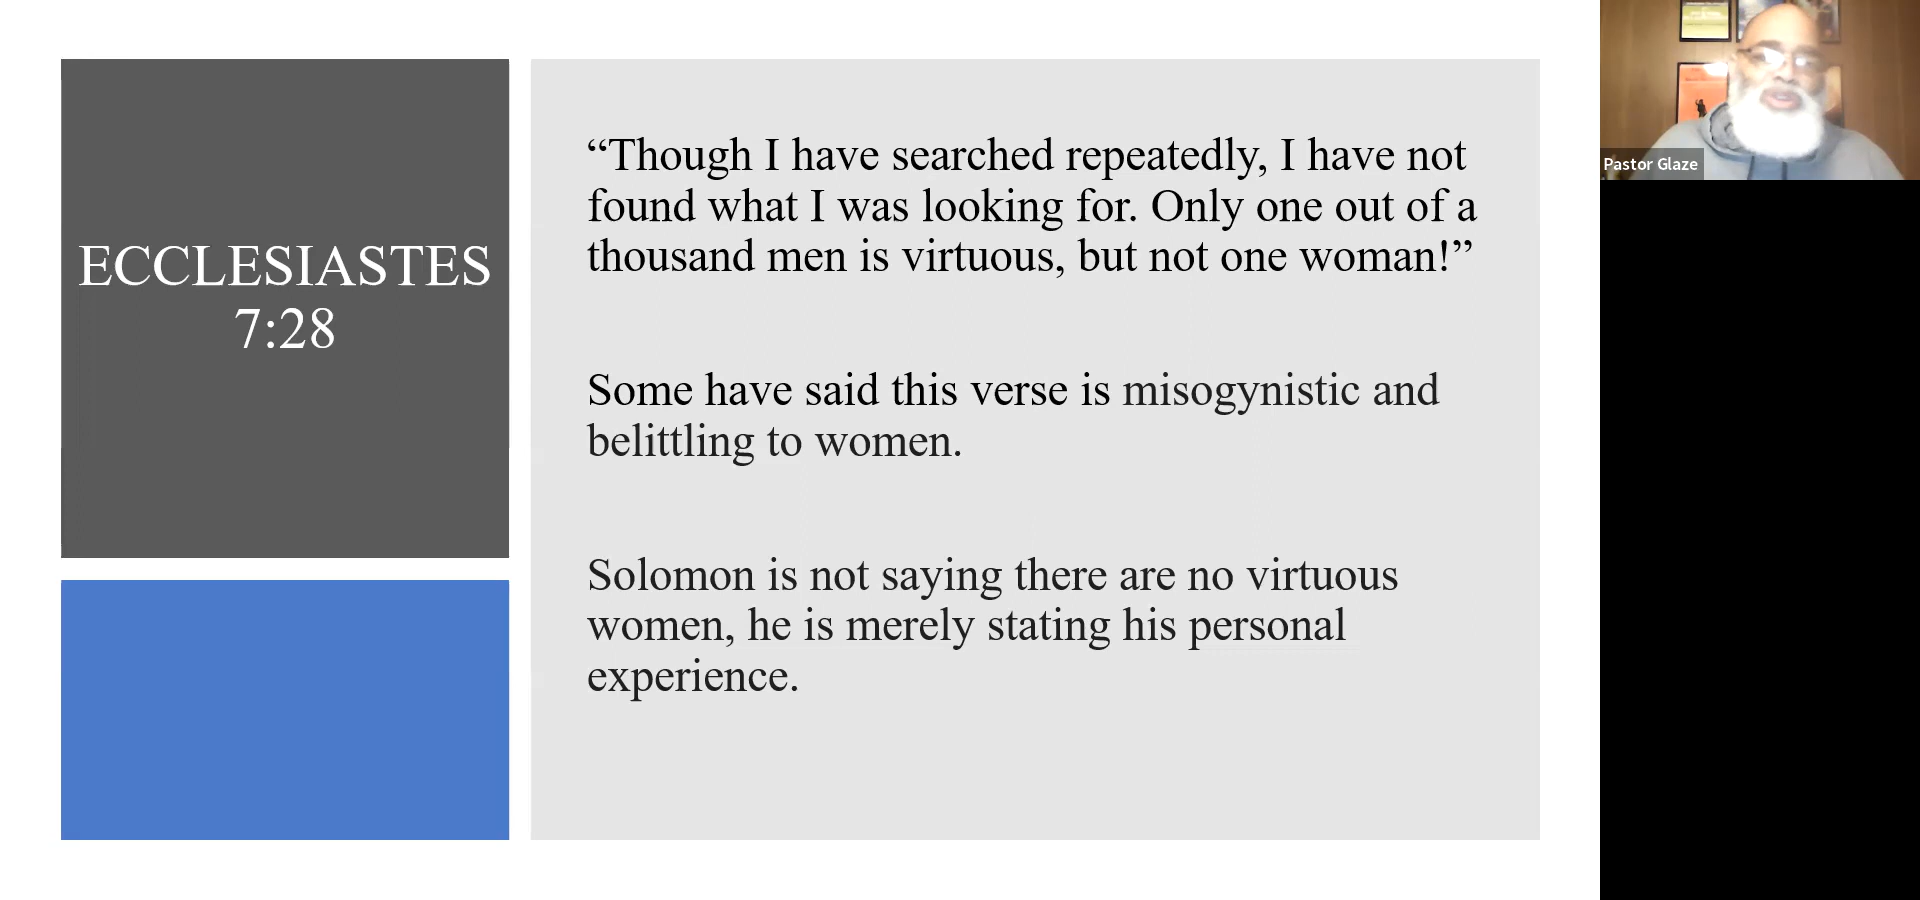 ECCLESIASTES
7:28
“Though I have searched repeatedly, I have not
found what I was looking for. Only one out of a
thousand men is virtuous, but not one woman!”
Some have said this verse is misogynistic and
belittling to women.
Solomon is not saying there are no virtuous
women, he is merely stating his personal
experience.
Pastor Glaze